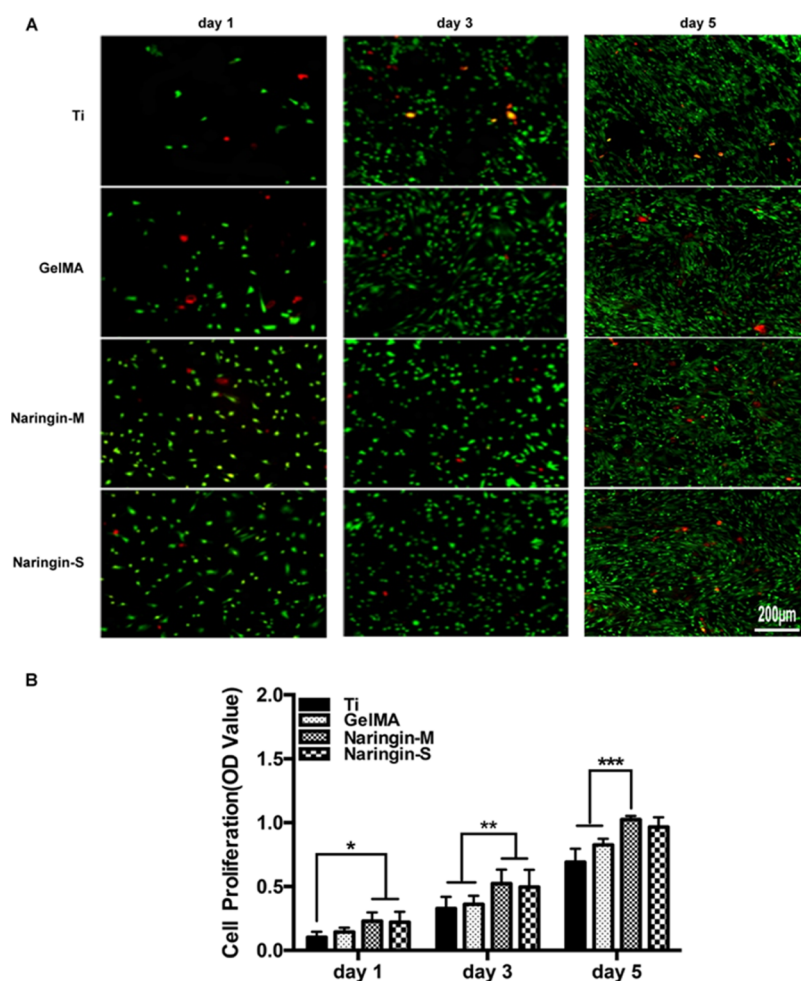 A
day 1 day 3 day 5
Ti
GelMA
Naringin-M
Naringin-S
200μm
B
Cell Proliferation(OD Value)
2.0
1.5
1.0
0.5
0.0
Ti
GelMA
Naringin-M
Naringin-S
*
**
***
day 1 day 3 day 5